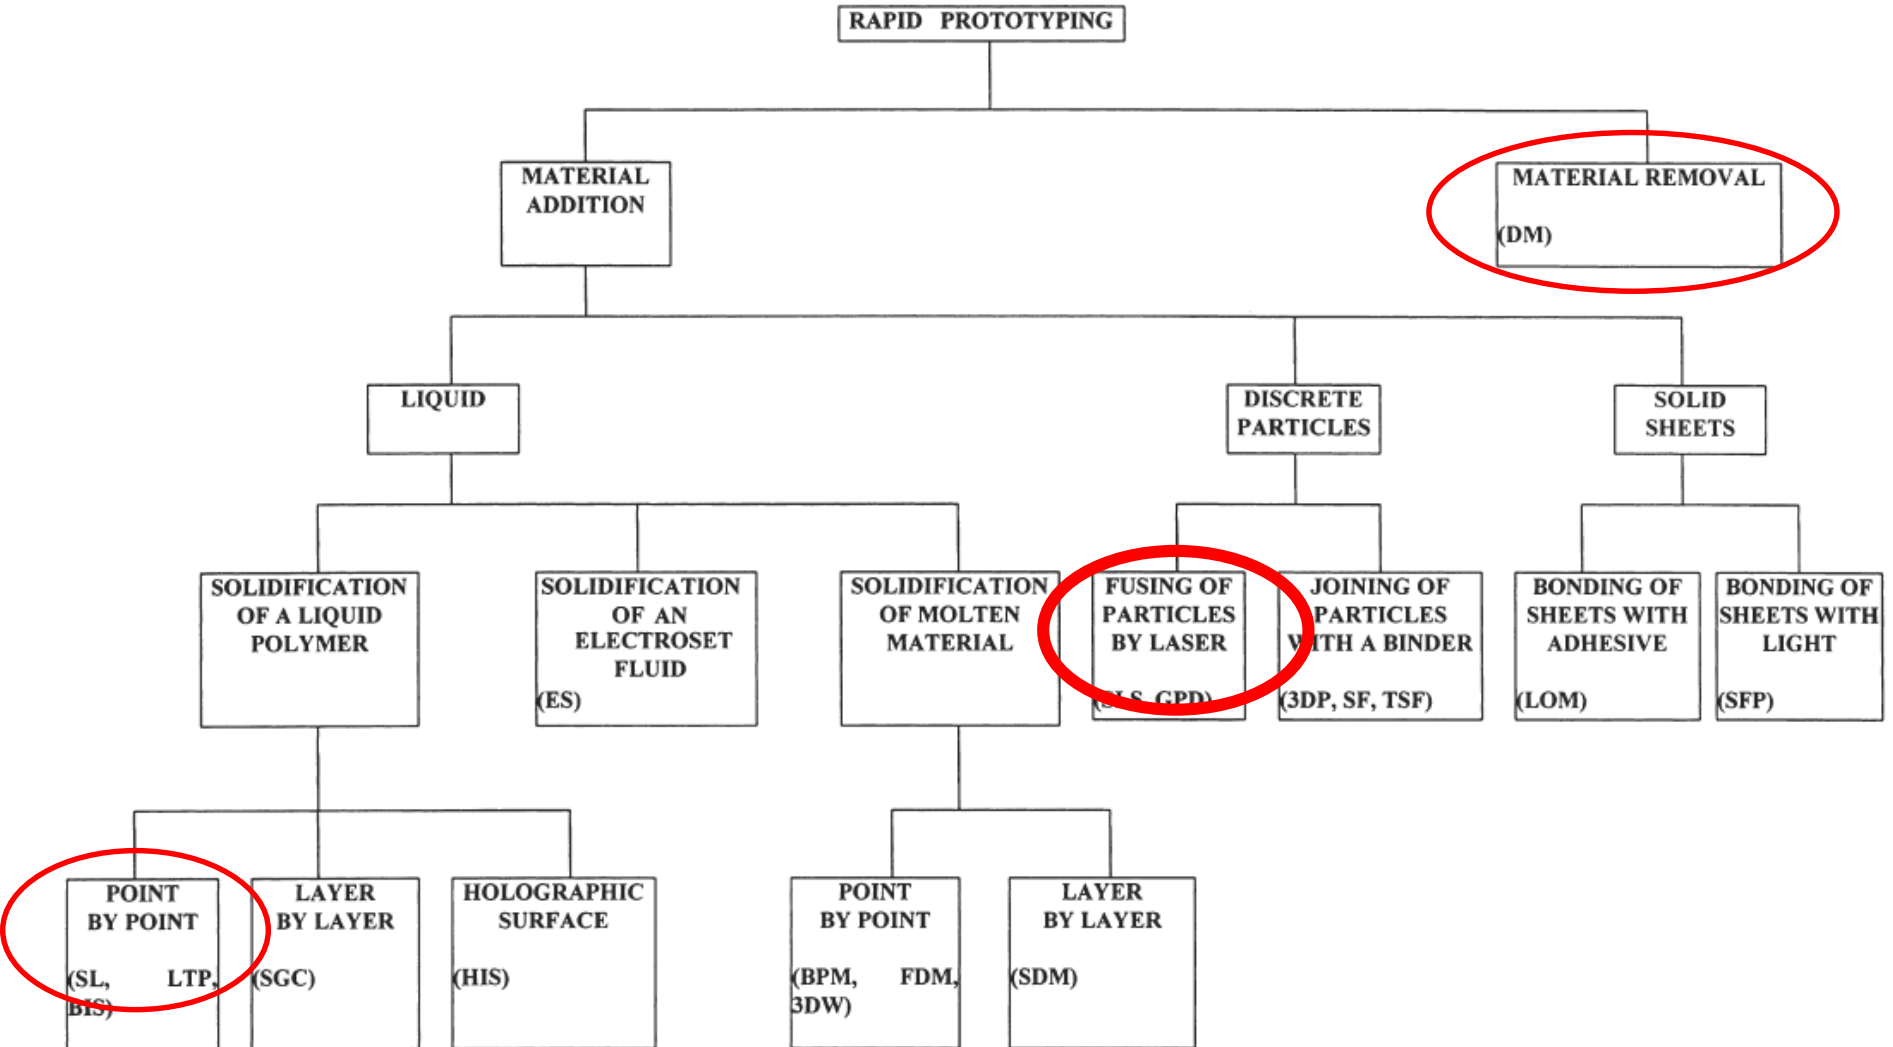 RAPID PROTOTYPING
MATERIAL
ADDITION
MATERIAL REMOVAL
(DM)
LIQUID
DISCRETE
PARTICLES
SOLID
SHEETS
SOLIDIFICATION
OF A LIQUID
POLYMER
SOLIDIFICATION
OF AN
ELECTROSET
FLUID
(ES)
SOLIDIFICATION
OF MOLTEN
MATERIAL
FUSING OF
PARTICLES
BY LASER
(SLS, GPD)
JOINING OF
PARTICLES
WITH A BINDER
(3DP, SF, TSF)
BONDING OF
SHEETS WITH
ADHESIVE
(LOM)
BONDING OF
SHEETS WITH
LIGHT
(SFP)
POINT
BY POINT
(SL, LTP,
BIS)
LAYER
BY LAYER
(SGC)
HOLOGRAPHIC
SURFACE
(HIS)
POINT
BY POINT
(BPM, FDM,
3DW)
LAYER
BY LAYER
(SDM)